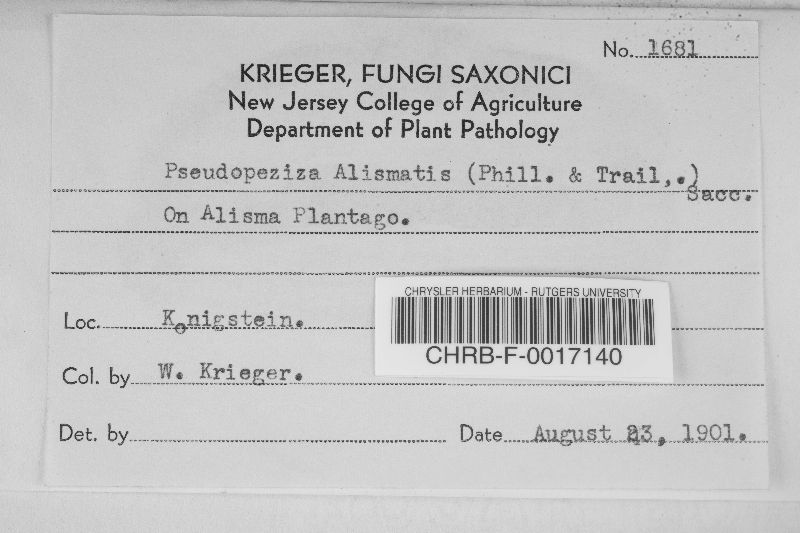 No. 1681
KRIEGER, FUNGI SAXONICI
New Jersey College of Agriculture
Department of Plant Pathology
Pseudopeziza Alismatis (Phill. & Trail,.)
Sacc.
On Alisma Plantago.
CHRYSLER HERBARIUM - RUTGERS UNIVERSITY
Loc. Konigstein.
CHRB-F-0017140
Col. by W. Krieger.
Det. by
Date August 23, 1901.